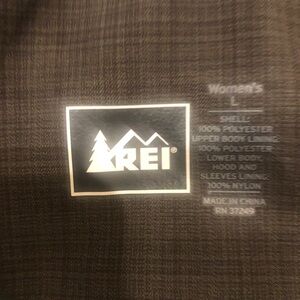 REI®
Women's
L
SHELL:
100% POLYESTER
UPPER BODY LINING:
100% POLYESTER
LOWER BODY,
HOOD AND
SLEEVES LINING:
100% NYLON
MADE IN CHINA
RN 37249